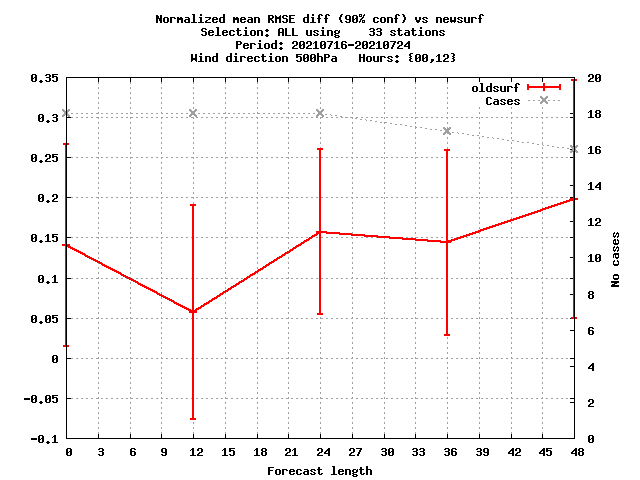 Normalized mean RMSE diff (90% conf) vs newsurf
Selection: ALL using    33 stations
Period: 20210716-20210724
Wind direction 500hPa   Hours: {00,12}
0.35
0.3
0.25
0.2
0.15
0.1
0.05
0
-0.05
-0.1
oldsurf
Cases
20
18
16
14
12
10
8
6
4
2
0
No cases
0 3 6 9 12 15 18 21 24 27 30 33 36 39 42 45 48
Forecast length